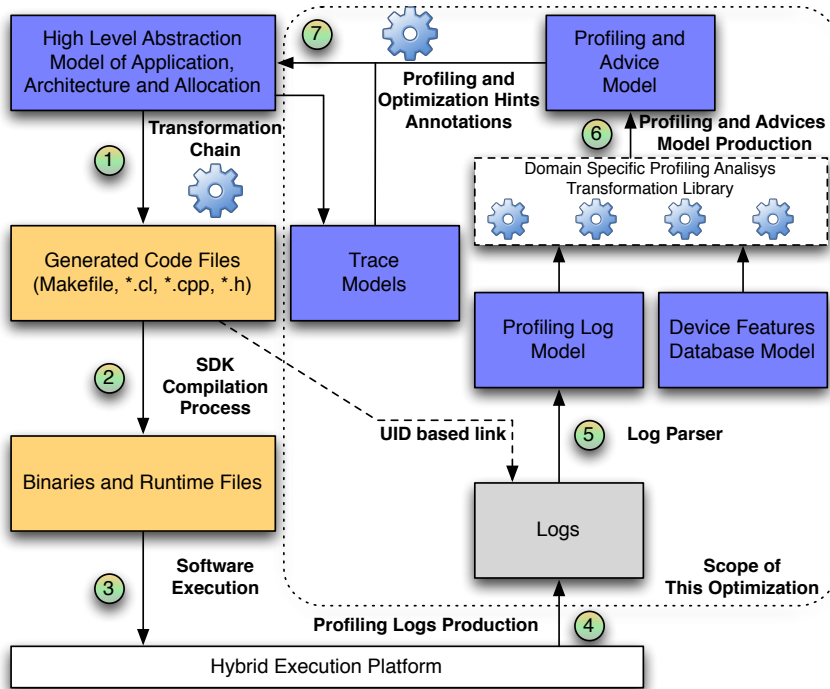 High Level Abstraction
Model of Application,
Architecture and Allocation
7
Profiling and
Advice
Model
Profiling and
Optimization Hints
Annotations
1
Transformation
Chain
6
Profiling and Advices
Model Production
Domain Specific Profiling Analisys
Transformation Library
Generated Code Files
(Makefile, *.cl, *.cpp, *.h)
Trace
Models
Profiling Log
Model
Device Features
Database Model
2
SDK
Compilation
Process
UID based link
5
Log Parser
Binaries and Runtime Files
Logs
3
Software
Execution
Scope of
This Optimization
Profiling Logs Production
4
Hybrid Execution Platform